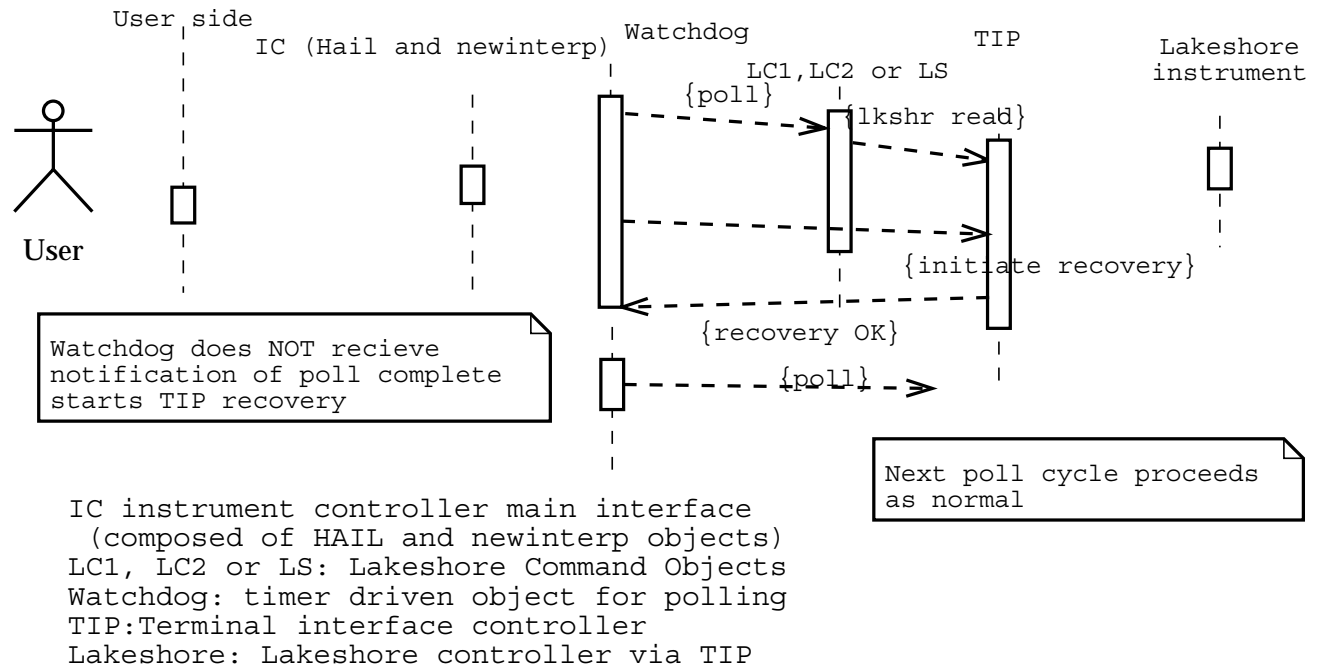 User side
IC (Hail and newinterp)
Watchdog
TIP
Lakeshore
instrument
LC1,LC2 or LS
{poll}
{lkshr read}
User
{initiate recovery}
{recovery OK}
{poll}
Watchdog does NOT recieve
notification of poll complete
starts TIP recovery
Next poll cycle proceeds
as normal
IC instrument controller main interface
(composed of HAIL and newinterp objects)
LC1, LC2 or LS: Lakeshore Command Objects
Watchdog: timer driven object for polling
TIP:Terminal interface controller
Lakeshore: Lakeshore controller via TIP